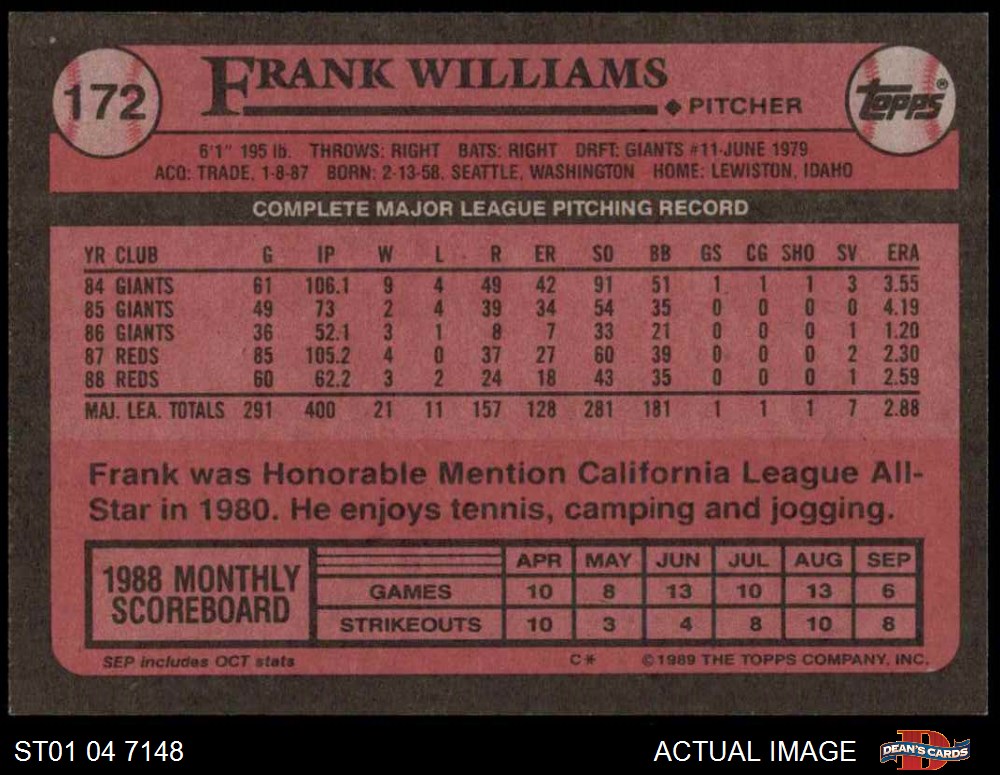 172
FRANK WILLIAMS
PITCHER
topps®
6'1" 195 lb. THROWS: RIGHT BATS: RIGHT DRFT: GIANTS #11-JUNE 1979
ACQ: TRADE, 1-8-87 BORN: 2-13-58, SEATTLE, WASHINGTON HOME: LEWISTON, IDAHO
COMPLETE MAJOR LEAGUE PITCHING RECORD
YR CLUB G IP W L R ER SO BB GS CG SHO SV ERA
84 GIANTS 61 106.1 9 4 49 42 91 51 1 1 1 3 3.55
85 GIANTS 49 73 2 4 39 34 54 35 0 0 0 0 4.19
86 GIANTS 36 52.1 3 1 8 7 33 21 0 0 0 1 1.20
87 REDS 85 105.2 4 0 37 27 60 39 0 0 0 2 2.30
88 REDS 60 62.2 3 2 24 18 43 35 0 0 0 1 2.59
MAJ. LEA. TOTALS 291 400 21 11 157 128 281 181 1 1 1 7 2.88
Frank was Honorable Mention California League All-
Star in 1980. He enjoys tennis, camping and jogging.
1988 MONTHLY
SCOREBOARD
APR MAY JUN JUL AUG SEP
GAMES 10 8 13 10 13 6
STRIKEOUTS 10 3 4 8 10 8
SEP includes OCT stats C* ©1989 THE TOPPS COMPANY, INC.
ST01 04 7148 ACTUAL IMAGE DEAN'S CARDS